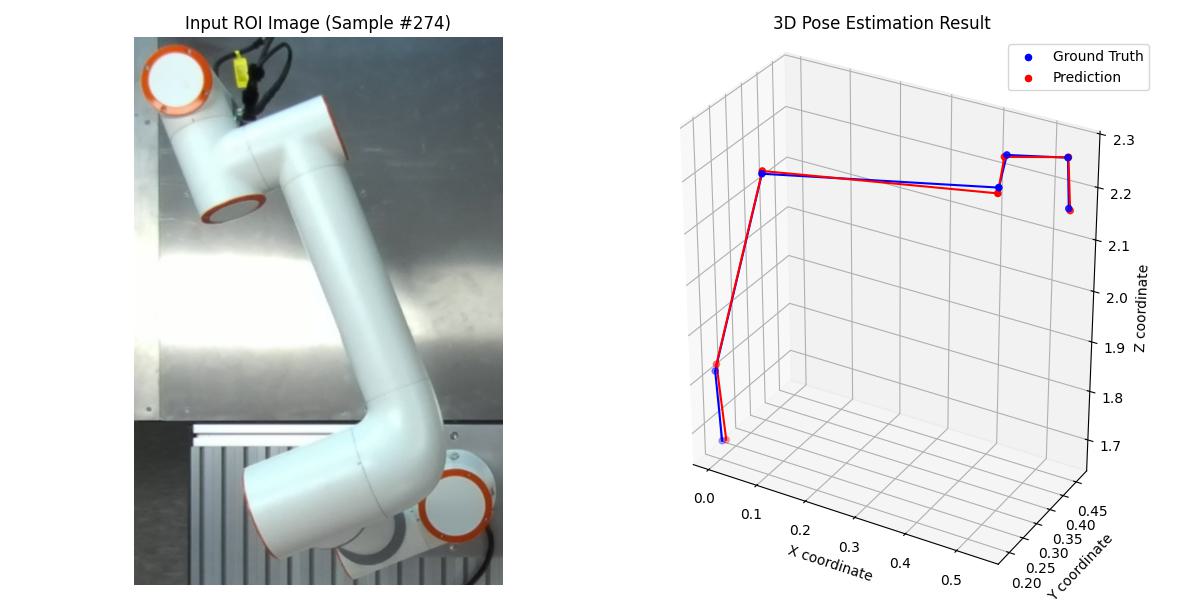 Input ROI Image (Sample #274)
3D Pose Estimation Result
Ground Truth
Prediction
2.3
2.2
2.1
2.0
1.9
1.8
1.7
Z coordinate
0.0
0.1
0.2
0.3
0.4
0.5
X coordinate
0.20
0.25
0.30
0.35
0.40
0.45
Y coordinate